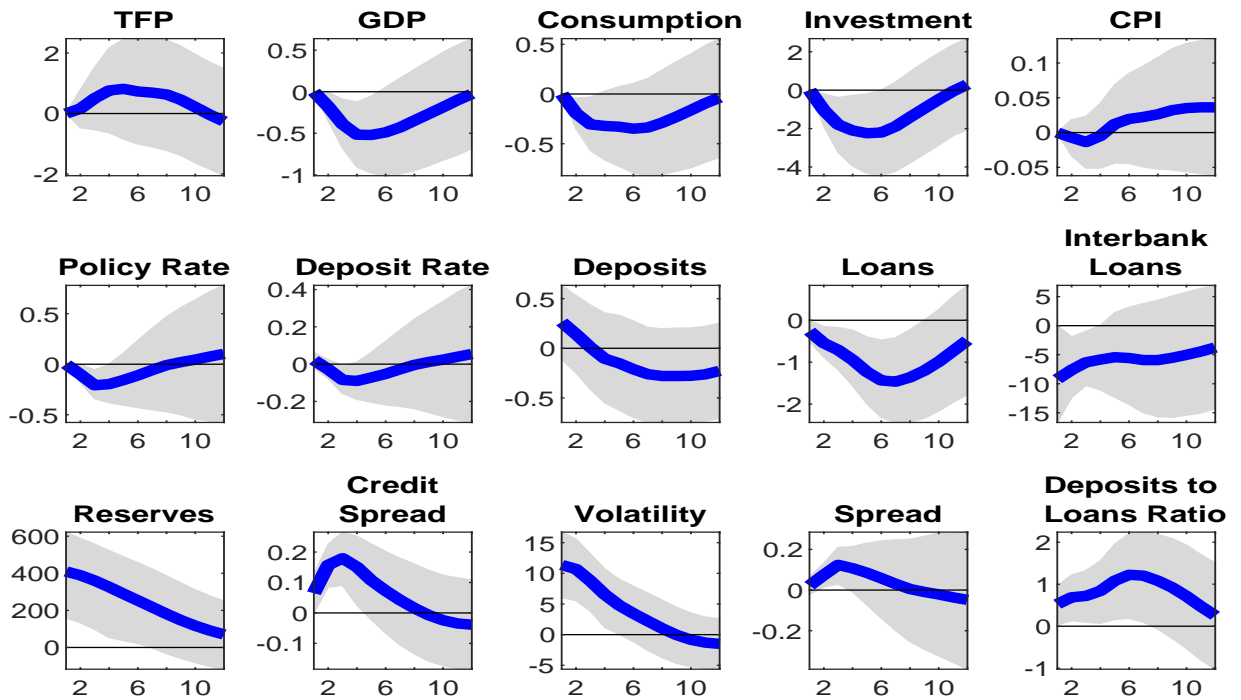 TFP GDP Consumption Investment CPI
2 0.5 0.5 2 0.1
0 0 0 0 0.05
-0.5 -0.5 -2 0
-2 -1 -4 -0.05
2 6 10 2 6 10 2 6 10 2 6 10 2 6 10
Interbank
Policy Rate Deposit Rate Deposits Loans Loans
0.5 0.4 0.5 0 5
0.2 0
0 0 0 -1 -5
-10
-0.5 -0.2 -0.5 -2 -15
2 6 10 2 6 10 2 6 10 2 6 10 2 6 10
Credit Deposits to
Reserves Spread Volatility Spread Loans Ratio
600 0.2 15 0.2 2
400 0.1 10 1
200 0 5 0 0
0 -0.1 0 -0.2
-5 -1
2 6 10 2 6 10 2 6 10 2 6 10 2 6 10